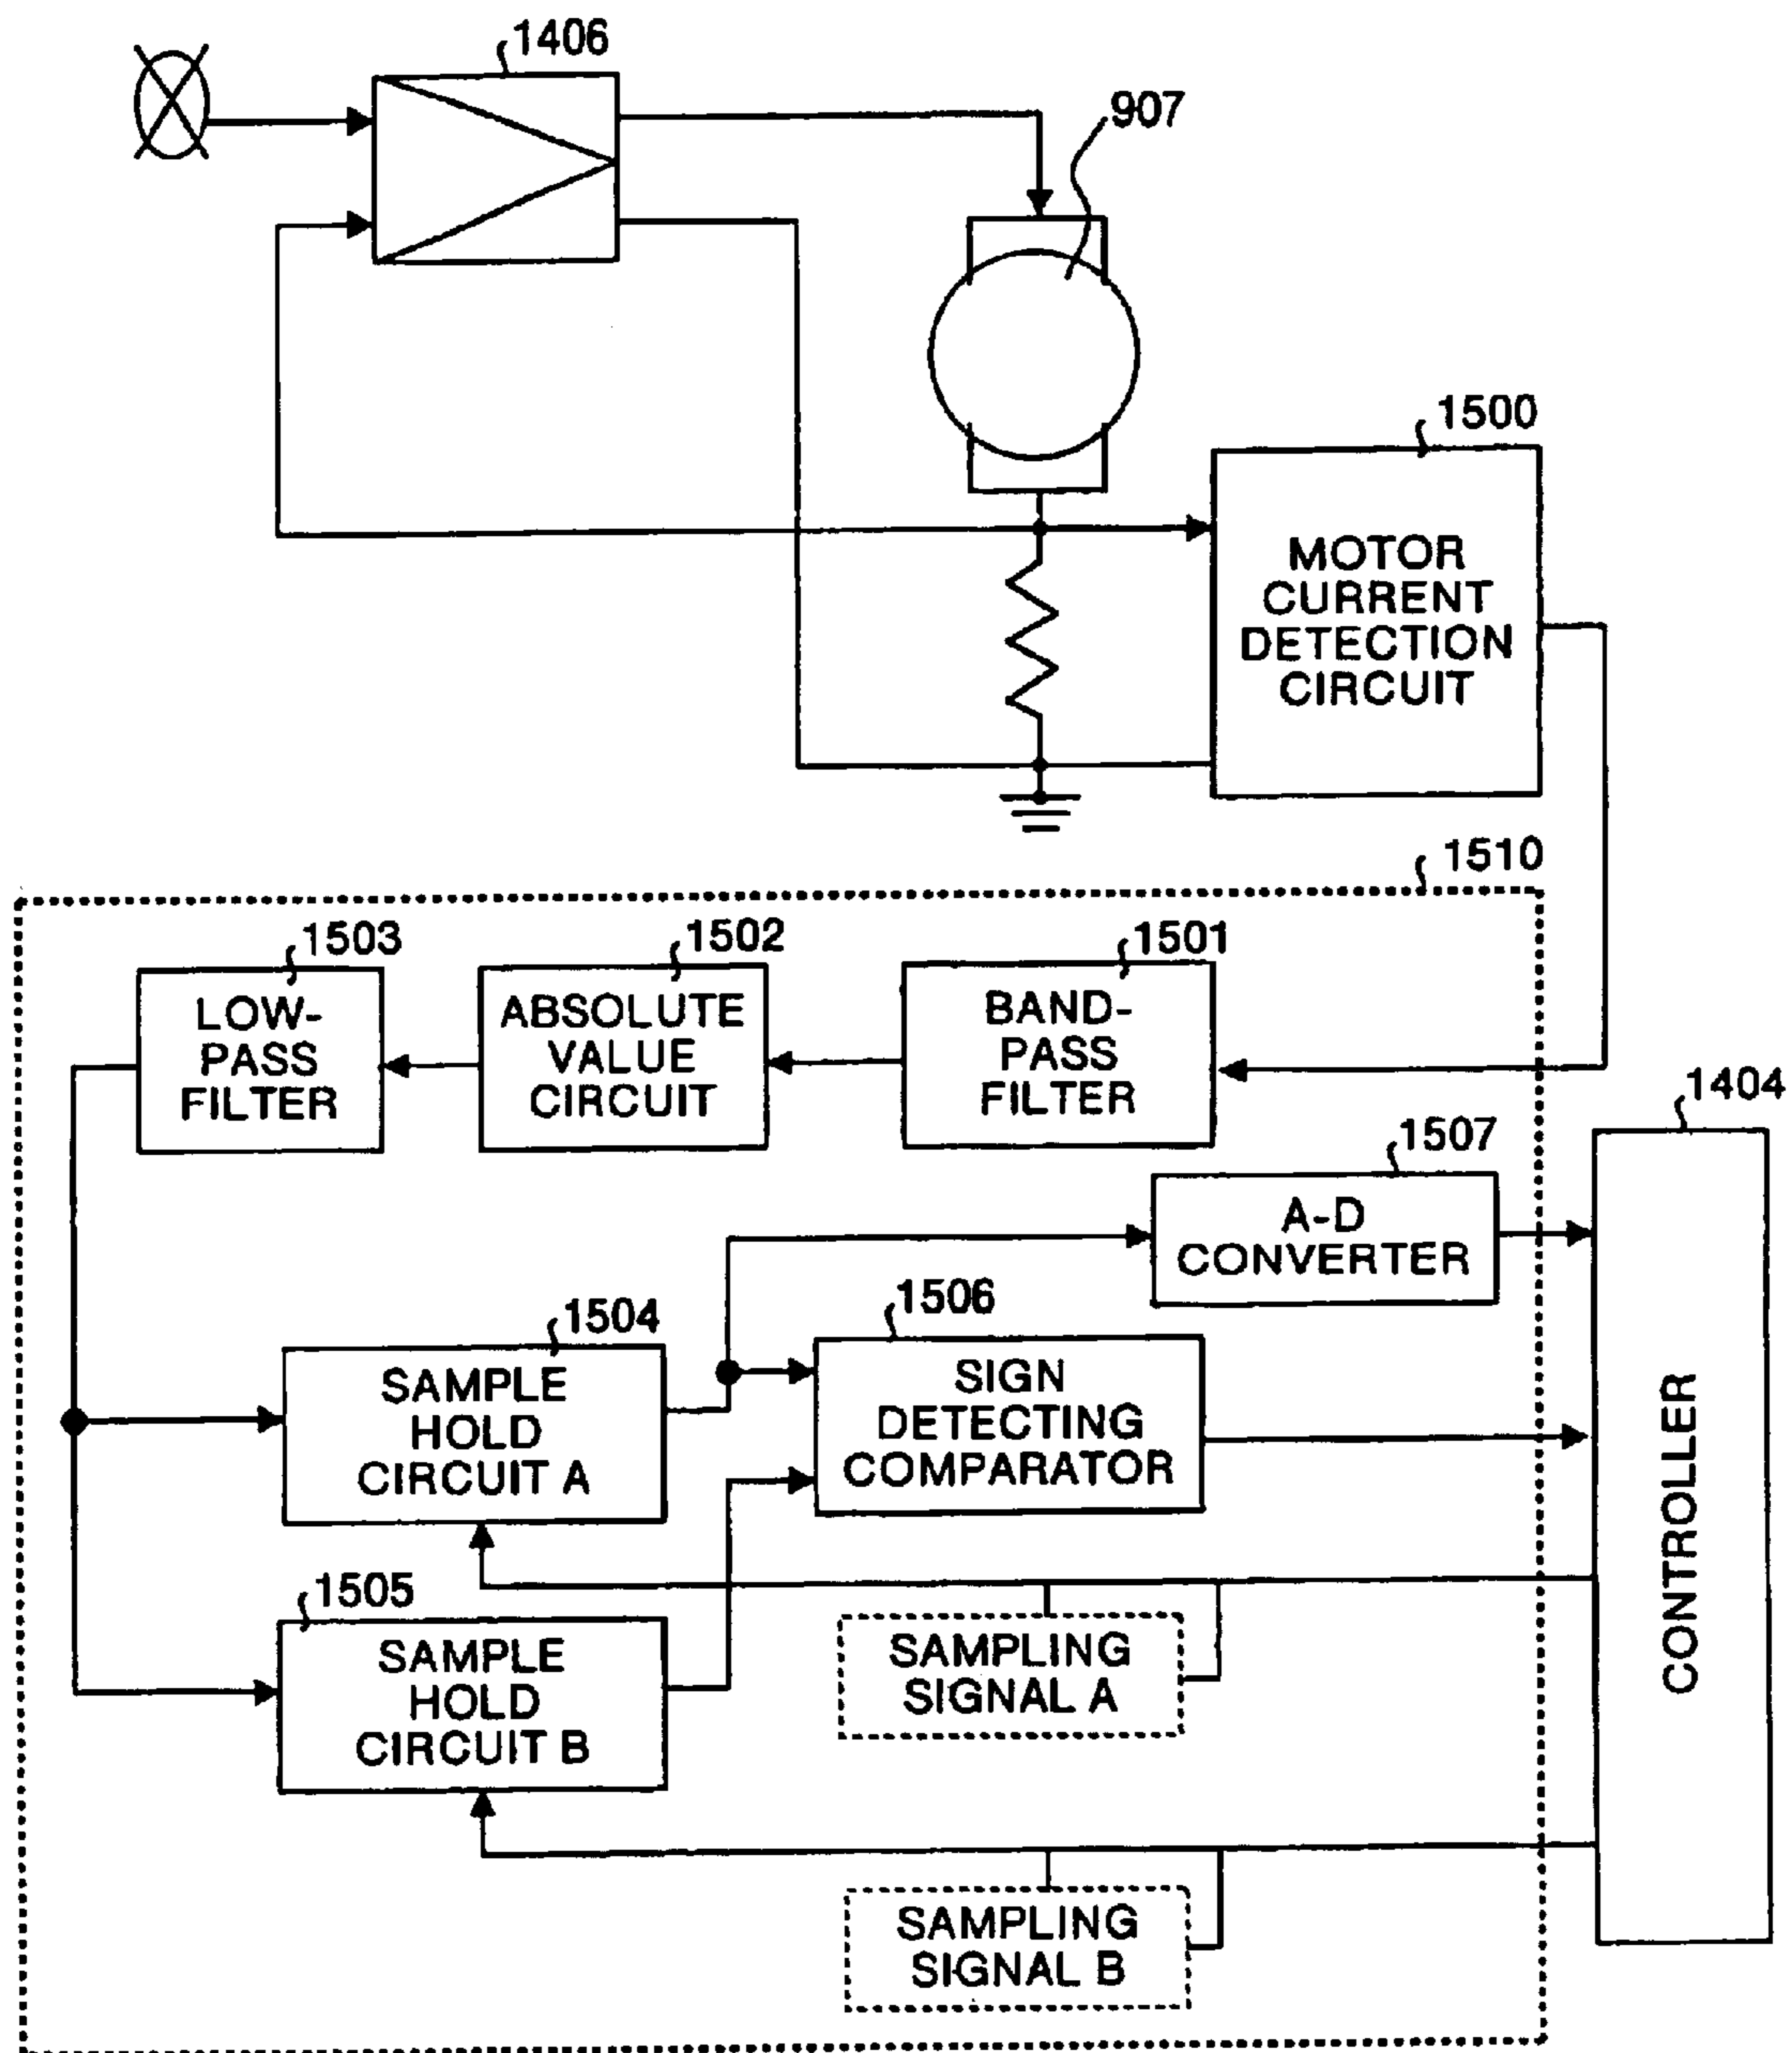 1406
907
1500
MOTOR
CURRENT
DETECTION
CIRCUIT
1510
1503
LOW-
PASS
FILTER
1502
ABSOLUTE
VALUE
CIRCUIT
1501
BAND-
PASS
FILTER
1404
CONTROLLER
1507
A-D
CONVERTER
1504
SAMPLE
HOLD
CIRCUIT A
1506
SIGN
DETECTING
COMPARATOR
1505
SAMPLE
HOLD
CIRCUIT B
SAMPLING
SIGNAL A
SAMPLING
SIGNAL B